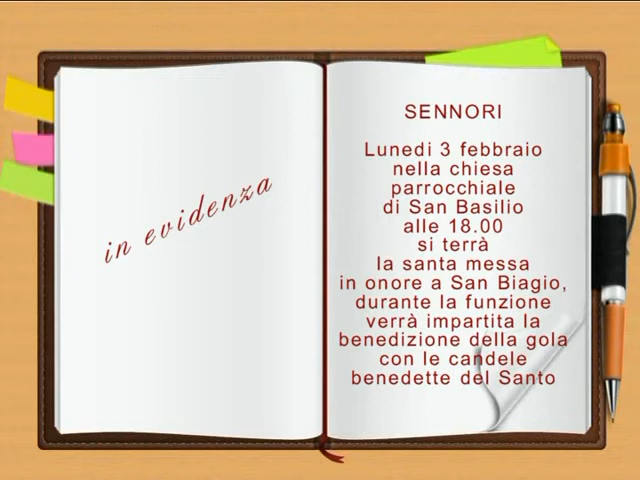 in evidenza
SENNORI
Lunedi 3 febbraio
nella chiesa
parrocchiale
di San Basilio
alle 18.00
si terrà
la santa messa
in onore a San Biagio,
durante la funzione
verrà impartita la
benedizione della gola
con le candele
benedette del Santo